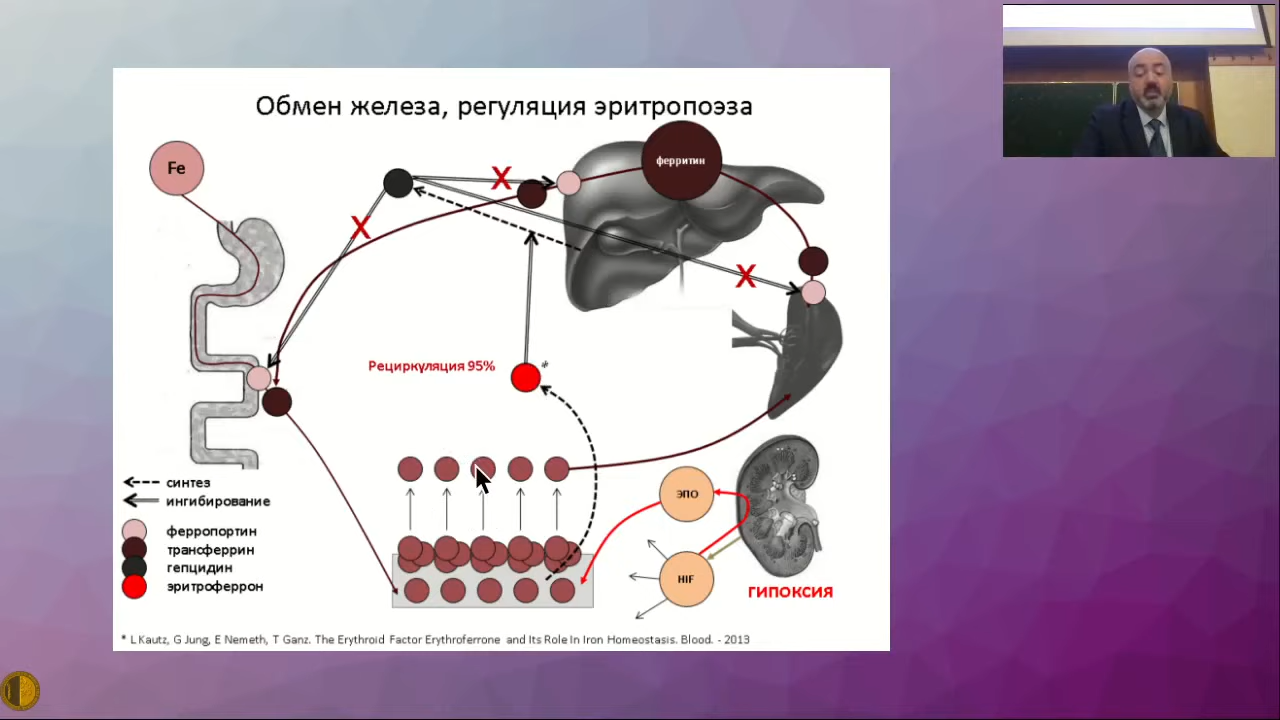 Обмен железа, регуляция эритропоэза
Fe
ферритин
X
X
X
Рециркуляция 95%
*
синтез
ингибирование
ферропортин
трансферрин
гепцидин
эритроферрон
ЭПО
HIF
ГИПОКСИЯ
* L Kautz, G Jung, E Nemeth, T Ganz. The Erythroid Factor Erythroferrone and Its Role In Iron Homeostasis. Blood. - 2013